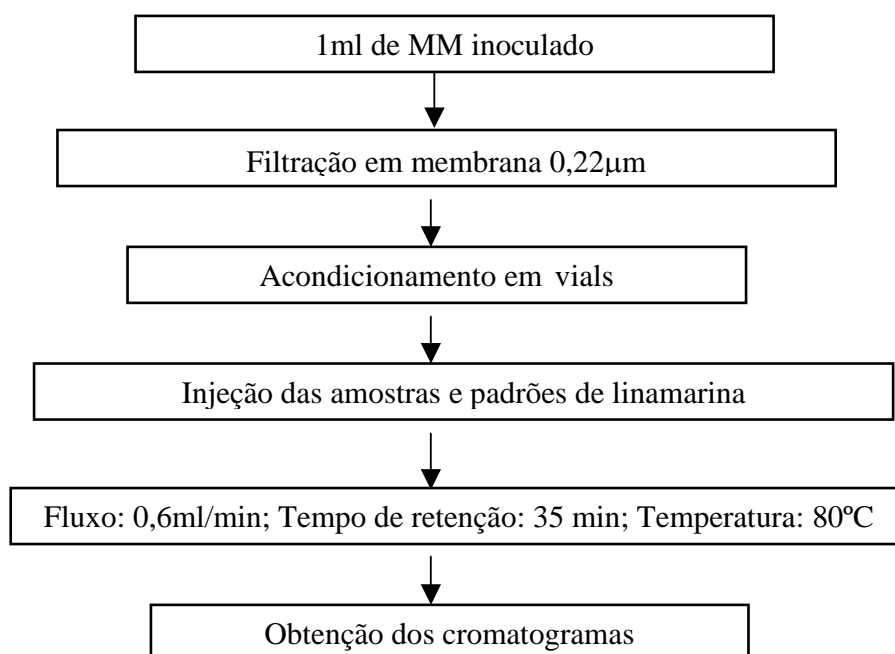 1ml de MM inoculado
Filtração em membrana 0,22μm
Acondicionamento em vials
Injeção das amostras e padrões de linamarina
Fluxo: 0,6ml/min; Tempo de retenção: 35 min; Temperatura: 80ºC
Obtenção dos cromatogramas